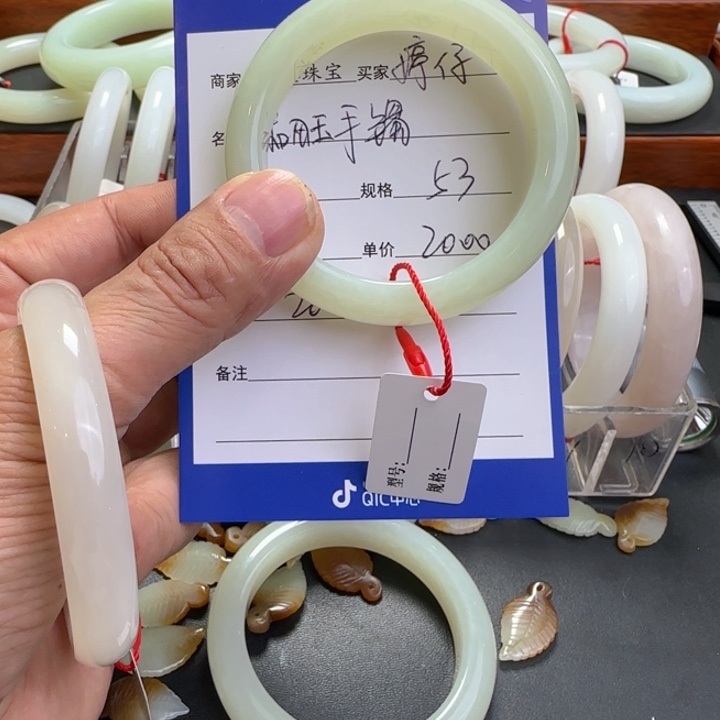 商家 珠宝 买家 婷仔
名 和田玉手镯
规格 53
单价 2000
20
备注
型号:
规格:
QIC中心